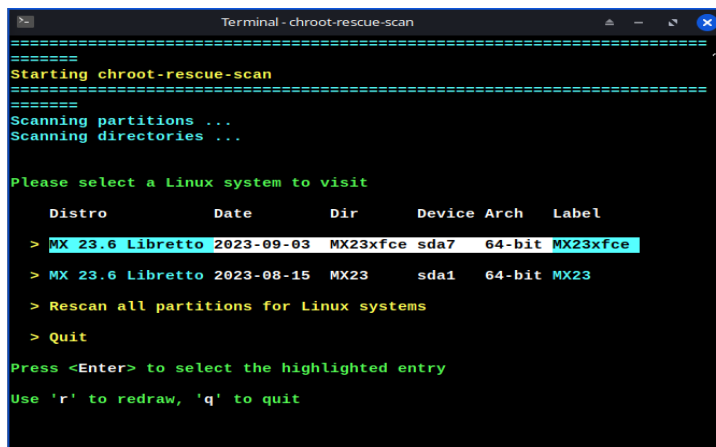 Terminal - chroot-rescue-scan
========================================================================
=======
Starting chroot-rescue-scan
========================================================================
=======
Scanning partitions ...
Scanning directories ...
Please select a Linux system to visit
Distro Date Dir Device Arch Label
> MX 23.6 Libretto 2023-09-03 MX23xfce sda7 64-bit MX23xfce
> MX 23.6 Libretto 2023-08-15 MX23 sda1 64-bit MX23
> Rescan all partitions for Linux systems
> Quit
Press <Enter> to select the highlighted entry
Use 'r' to redraw, 'q' to quit